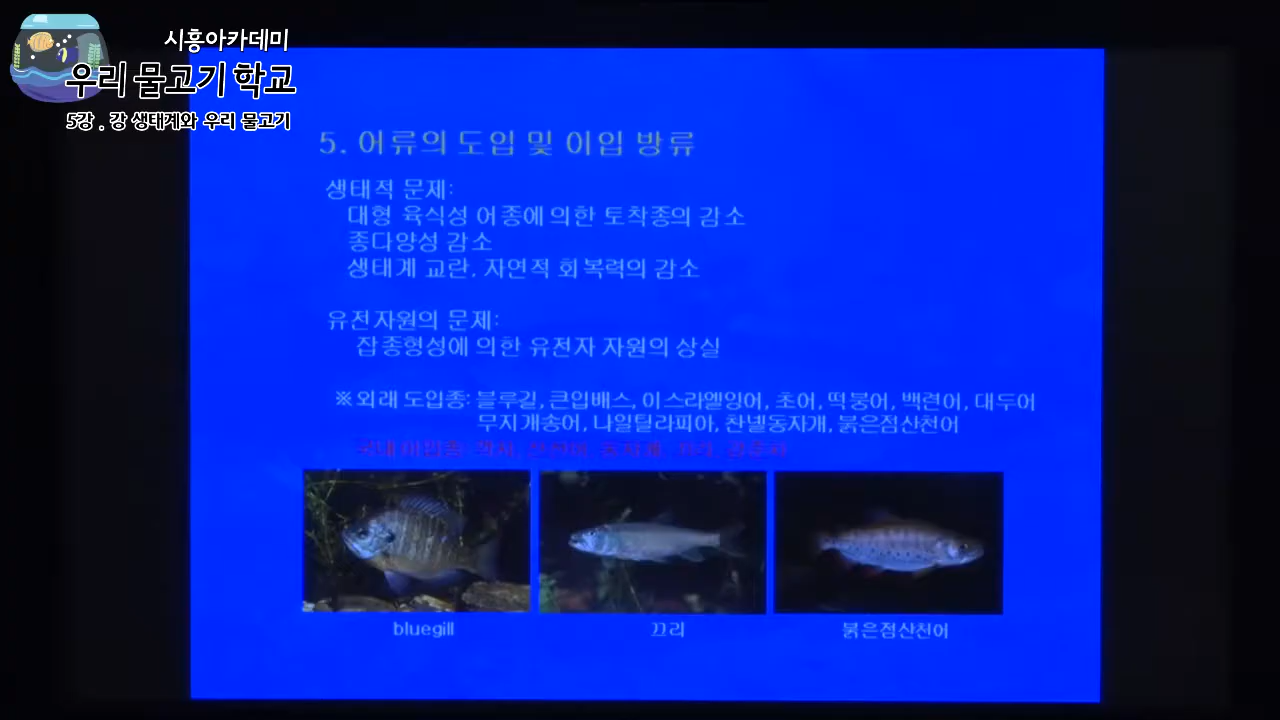 시흥아카데미
우리 물고기 학교
5강 . 강 생태계와 우리 물고기
5. 어류의 도입 및 이입 방류
생태적 문제:
대형 육식성 어종에 의한 토착종의 감소
종다양성 감소
생태계 교란, 자연적 회복력의 감소
유전자원의 문제:
잡종형성에 의한 유전자 자원의 상실
※외래 도입종: 블루길, 큰입배스, 이스라엘잉어, 초어, 떡붕어, 백련어, 대두어
무지개송어, 나일틸라피아, 찬넬동자개, 붉은점산천어
국내 이입종:
bluegill
끄리
붉은점산천어